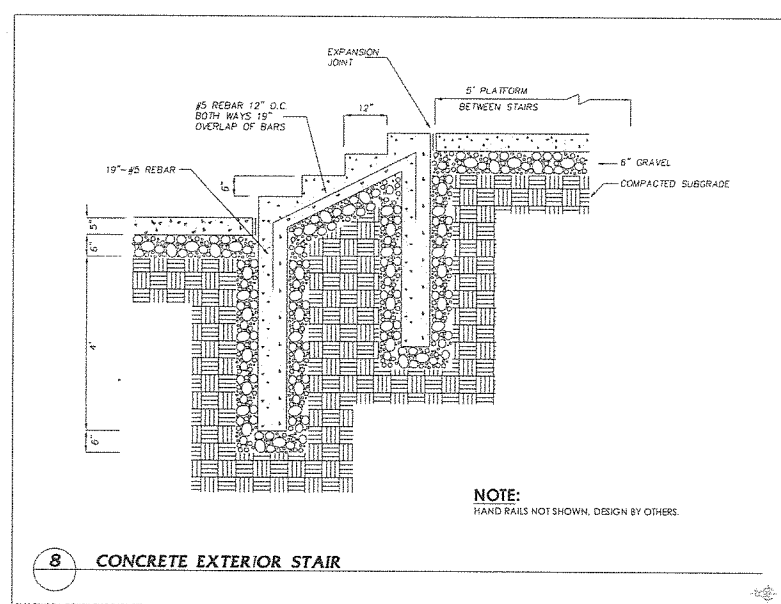 EXPANSION
JOINT
5' PLATFORM
BETWEEN STAIRS
#5 REBAR 12" O.C.
BOTH WAYS 19"
OVERLAP OF BARS
12"
6" GRAVEL
19"-#5 REBAR
COMPACTED SUBGRADE
6"
5"
6"
4'
6"
NOTE:
HAND RAILS NOT SHOWN, DESIGN BY OTHERS.
8 CONCRETE EXTERIOR STAIR